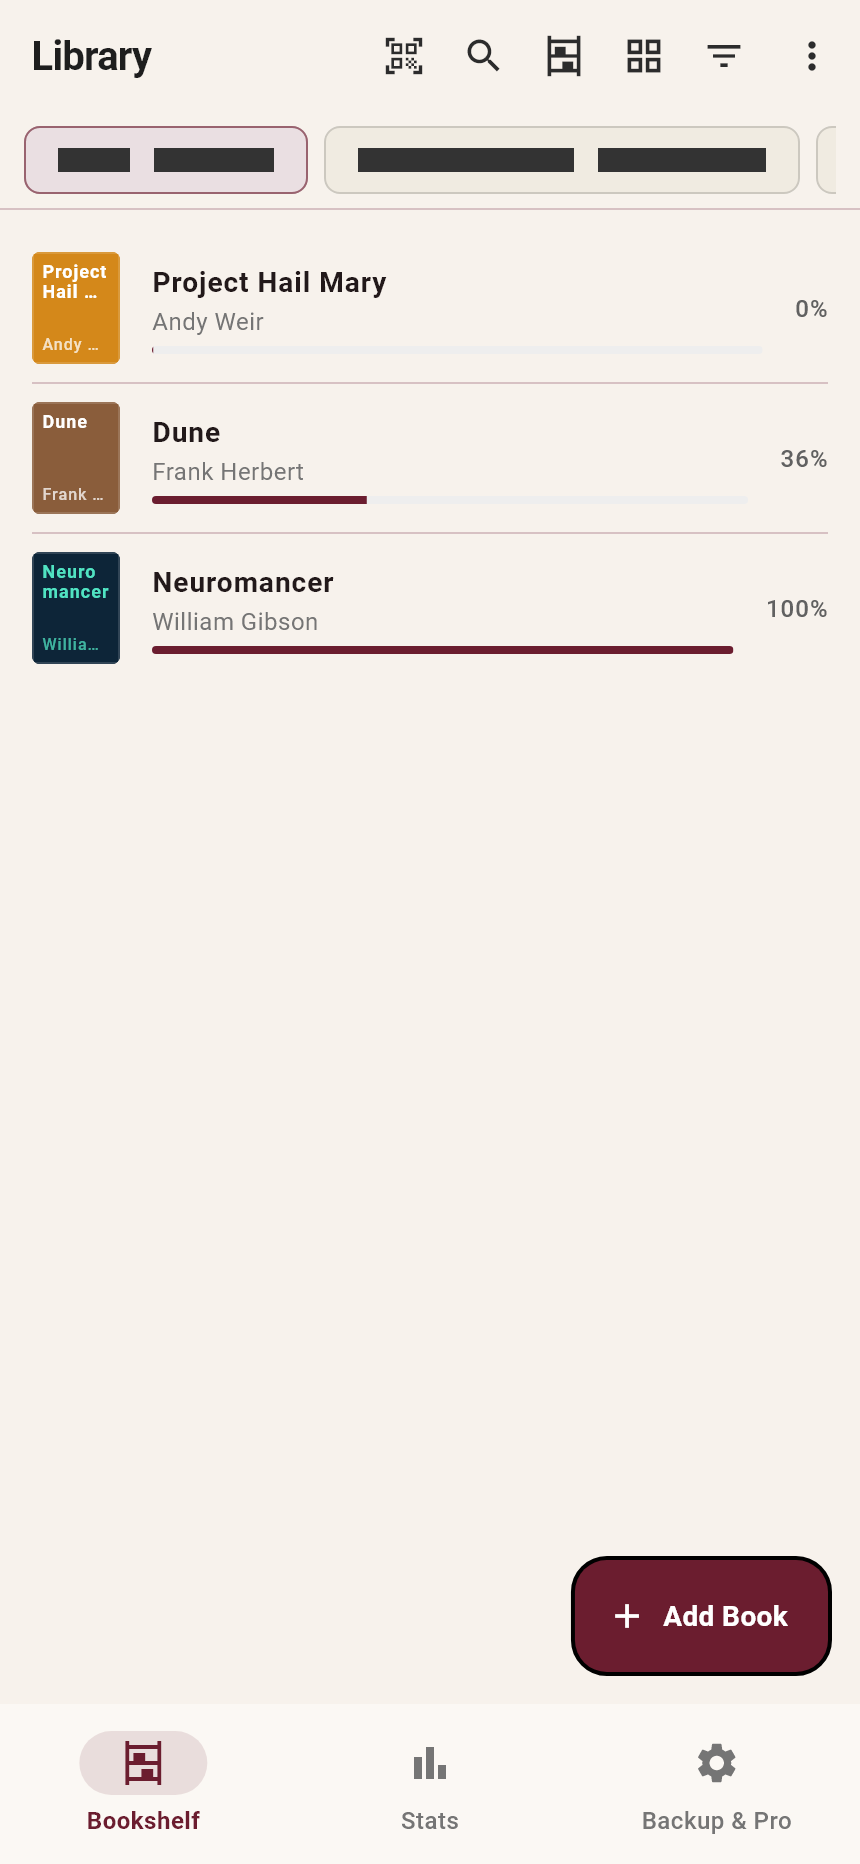 Library
Project
Hail …
Andy …
Project Hail Mary
Andy Weir
0%
Dune
Frank …
Dune
Frank Herbert
36%
Neuro
mancer
Willia…
Neuromancer
William Gibson
100%
Add Book
Bookshelf
Stats
Backup & Pro